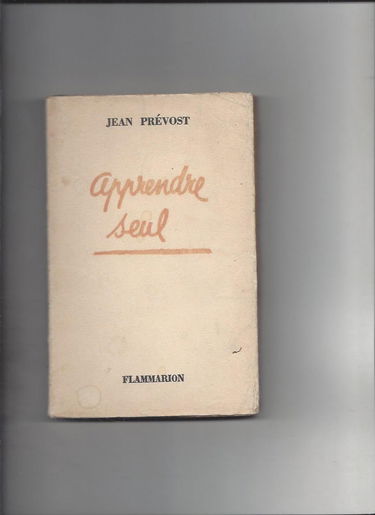 JEAN PRÉVOST
apprendre
seul
FLAMMARION